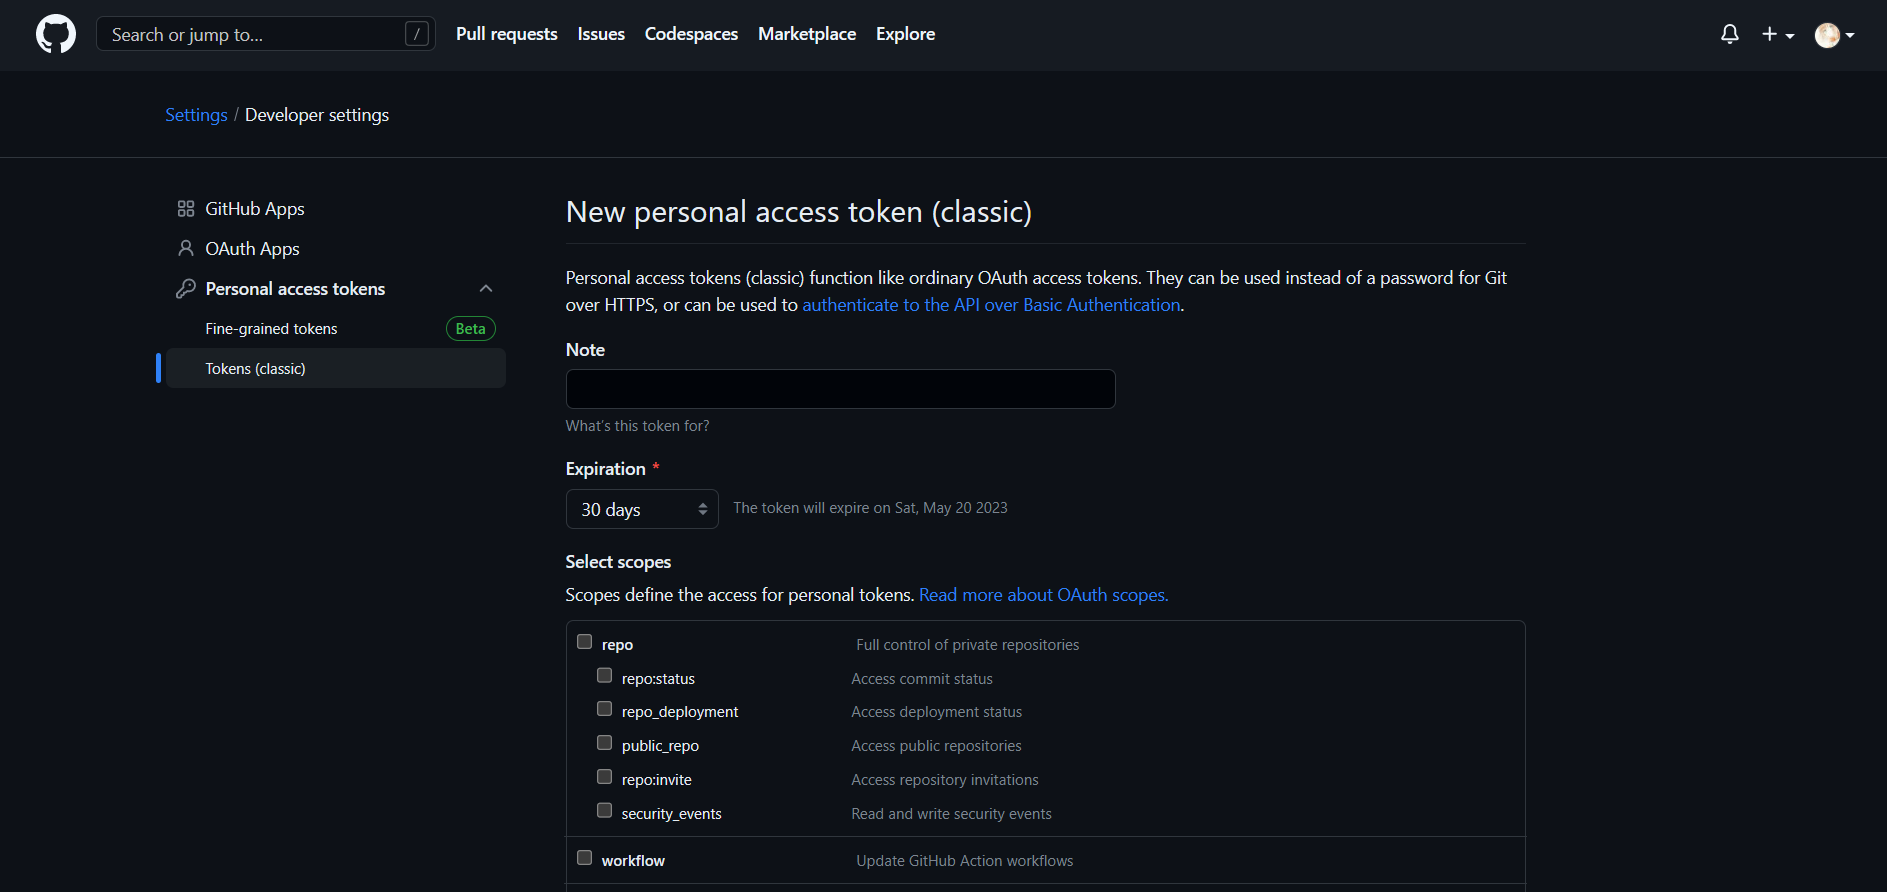 Search or jump to... / Pull requests Issues Codespaces Marketplace Explore
Settings / Developer settings
GitHub Apps
OAuth Apps
Personal access tokens
Fine-grained tokens Beta
Tokens (classic)
New personal access token (classic)
Personal access tokens (classic) function like ordinary OAuth access tokens. They can be used instead of a password for Git
over HTTPS, or can be used to authenticate to the API over Basic Authentication.
Note
What's this token for?
Expiration *
30 days The token will expire on Sat, May 20 2023
Select scopes
Scopes define the access for personal tokens. Read more about OAuth scopes.
repo Full control of private repositories
repo:status Access commit status
repo_deployment Access deployment status
public_repo Access public repositories
repo:invite Access repository invitations
security_events Read and write security events
workflow Update GitHub Action workflows